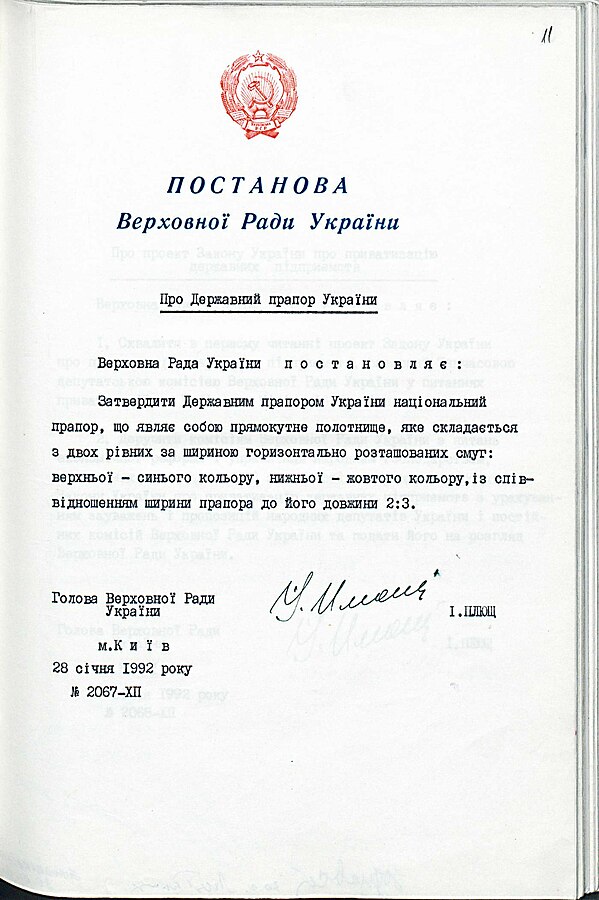 11
ПОСТАНОВА
Верховної Ради України
Про Державний прапор України
Верховна Рада України постановляє:
Затвердити Державним прапором України національний
прапор, що являє собою прямокутне полотнище, яке складається
з двох рівних за шириною горизонтально розташованих смуг:
верхньої – синього кольору, нижньої – жовтого кольору,із спів-
відношенням ширини прапора до його довжини 2:3.
Голова Верховної Ради
України
І.ПЛЮЩ
м.Київ
28 січня 1992 року
№ 2067-ХІІ